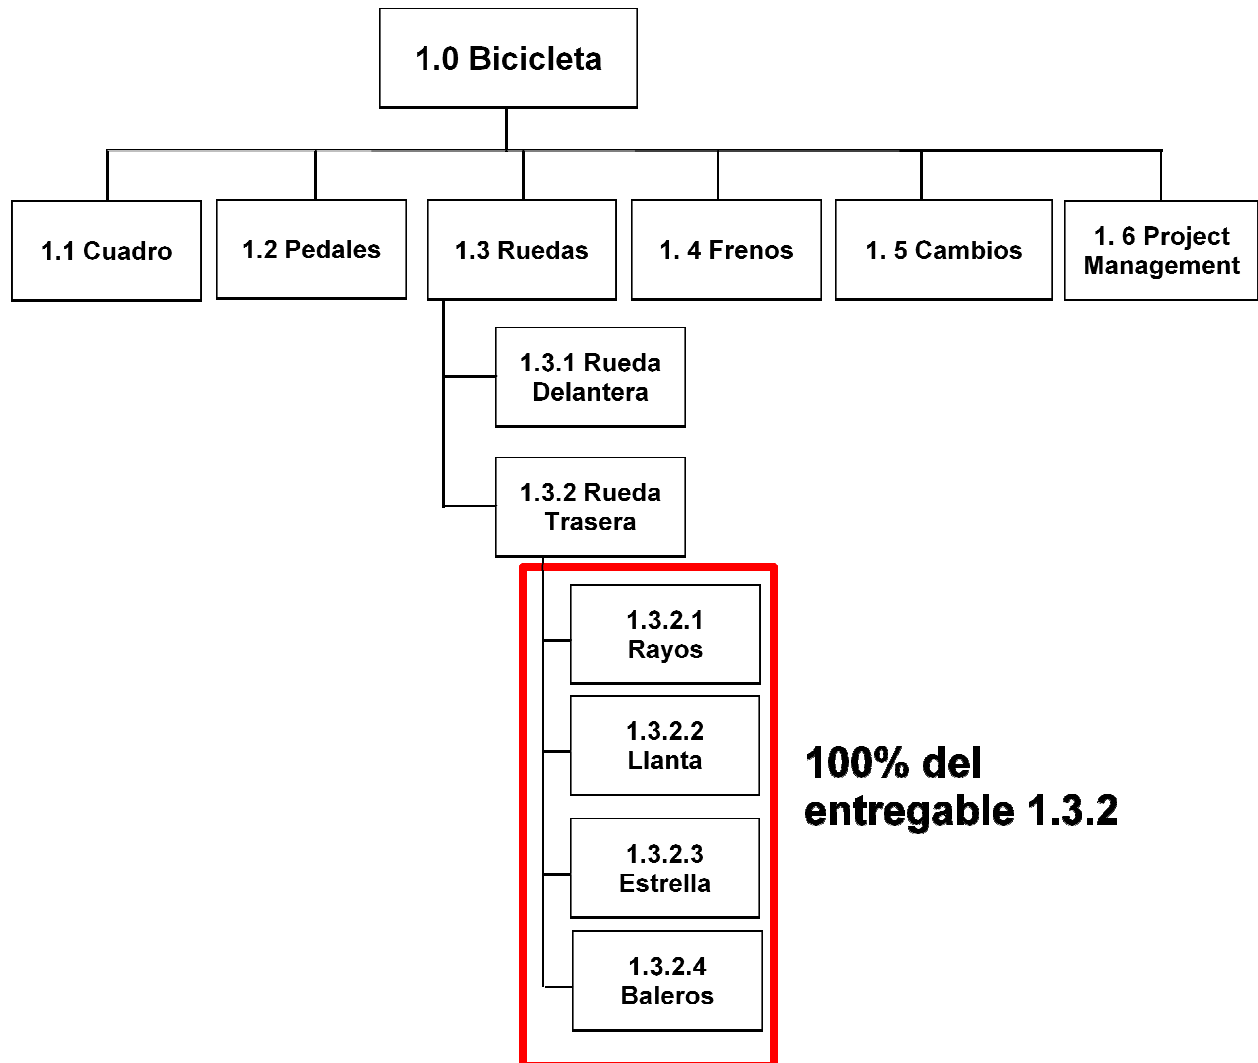 1.0 Bicicleta
1.1 Cuadro
1.2 Pedales
1.3 Ruedas
1. 4 Frenos
1. 5 Cambios
1. 6 Project
Management
1.3.1 Rueda
Delantera
1.3.2 Rueda
Trasera
1.3.2.1
Rayos
1.3.2.2
Llanta
1.3.2.3
Estrella
1.3.2.4
Baleros
100% del
entregable 1.3.2